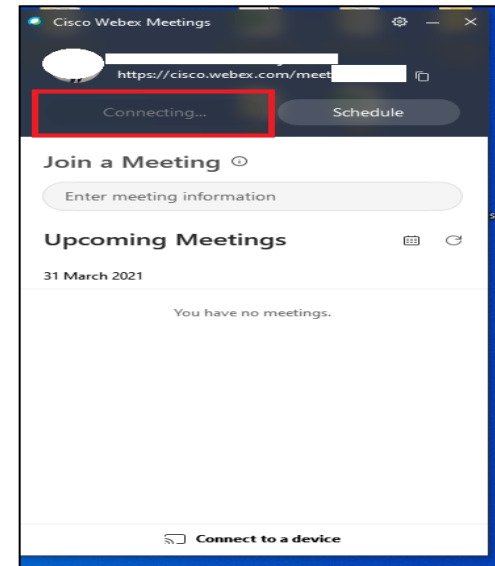 Cisco Webex Meetings
https://cisco.webex.com/meet
Connecting... Schedule
Join a Meeting
Enter meeting information
Upcoming Meetings
31 March 2021
You have no meetings.
Connect to a device